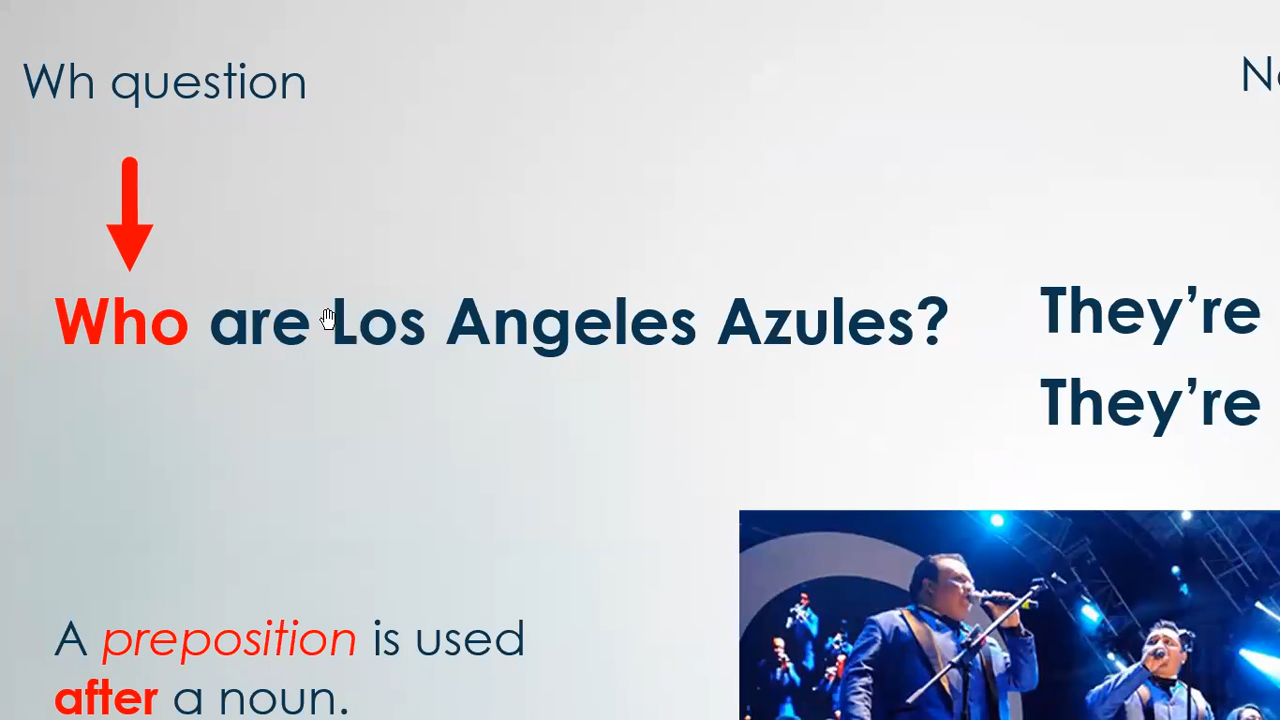 Wh question
Who are Los Angeles Azules?
They’re
They’re
A preposition is used
after a noun.